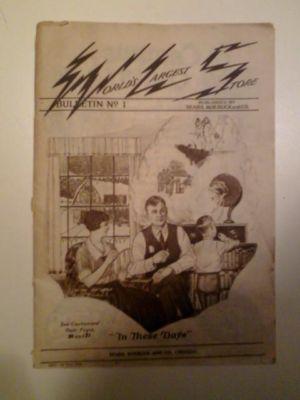 WORLD'S LARGEST STORE
BULLETIN Nº 1
PUBLISHED BY
SEARS, ROEBUCK AND CO.
"In These Days"
SEARS, ROEBUCK AND CO. CHICAGO